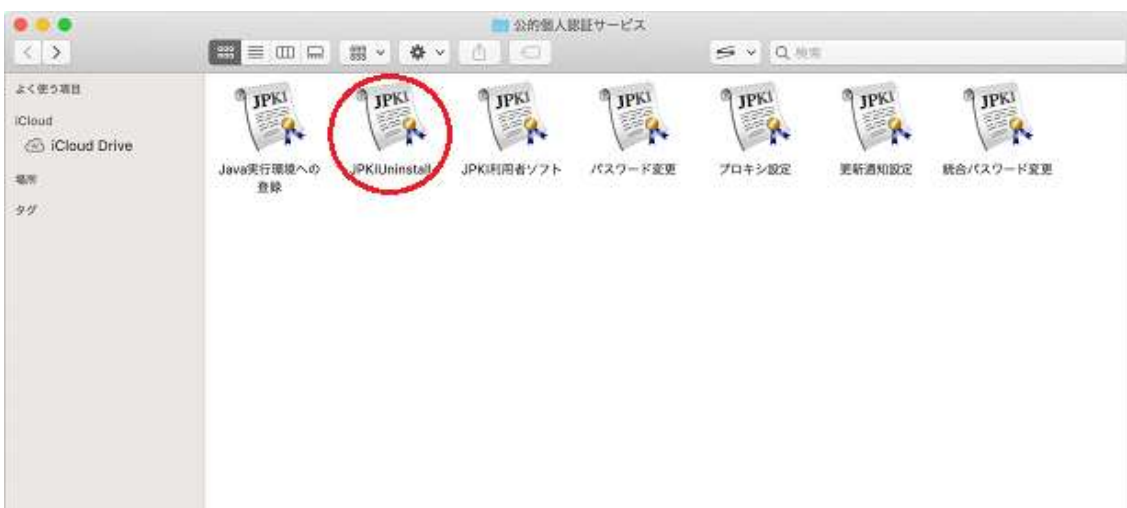 公的個人認証サービス
検索
よく使う項目
iCloud
iCloud Drive
場所
タグ
JPKI
JPKI
JPKI
JPKI
JPKI
JPKI
JPKI
Java実行環境への
登録
JPKIUninstall
JPKI利用者ソフト
パスワード変更
プロキシ設定
更新通知設定
統合パスワード変更